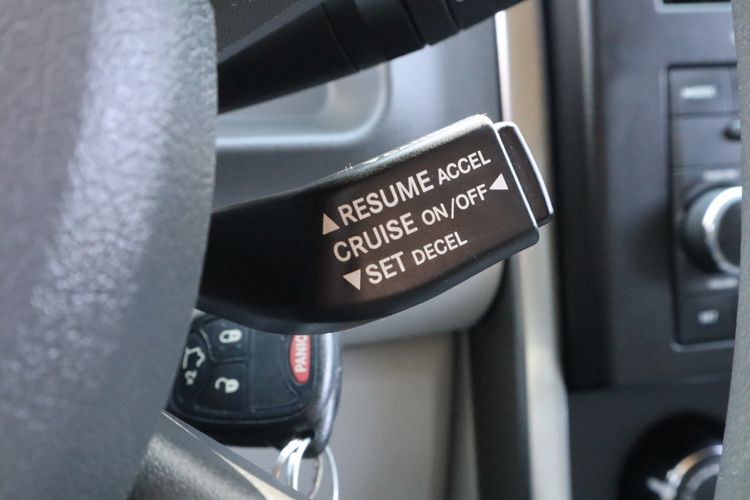 ▲RESUME ACCEL
CRUISE ON/OFF◀
▼SET DECEL
PANIC